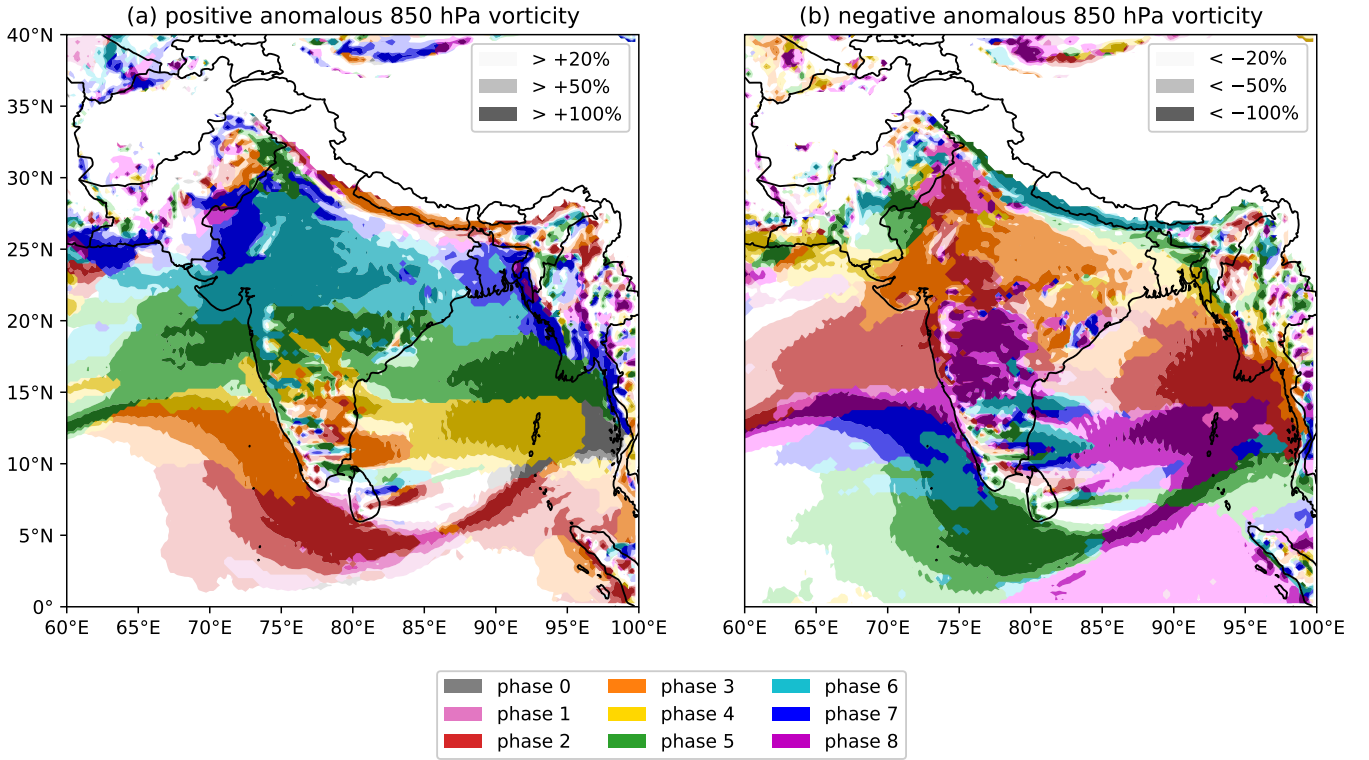 (a) positive anomalous 850 hPa vorticity
(b) negative anomalous 850 hPa vorticity
40°N
35°N
30°N
25°N
20°N
15°N
10°N
5°N
0°
> +20%
> +50%
> +100%
< −20%
< −50%
< −100%
60°E 65°E 70°E 75°E 80°E 85°E 90°E 95°E 100°E
60°E 65°E 70°E 75°E 80°E 85°E 90°E 95°E 100°E
phase 0 phase 3 phase 6
phase 1 phase 4 phase 7
phase 2 phase 5 phase 8